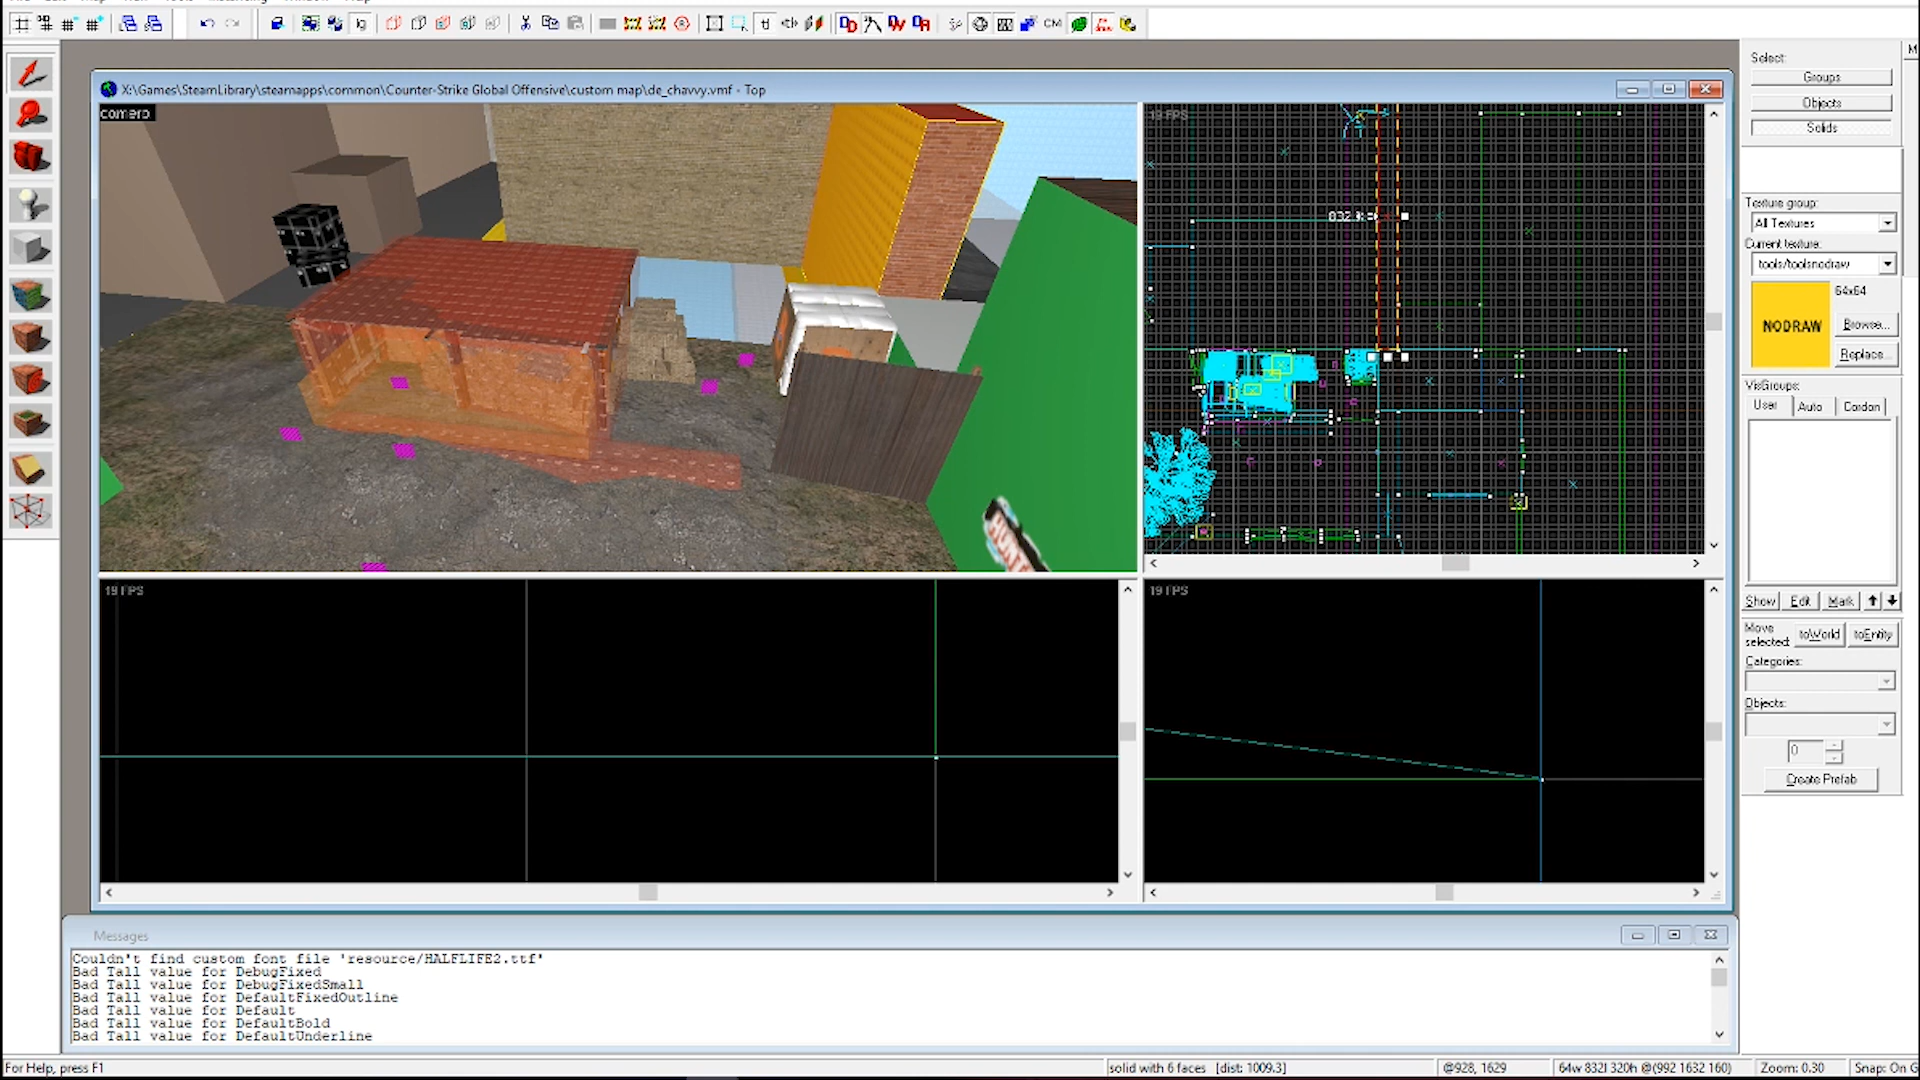 CM
X:\Games\SteamLibrary\steamapps\common\Counter-Strike Global Offensive\custom map\de_chavvy.vmf - Top
camera
19 FPS
832
19 FPS
19 FPS
Select:
Groups
Objects
Solids
Texture group:
All Textures
Current texture:
tools/toolsnodraw
64x64
NODRAW
Browse...
Replace...
VisGroups:
User
Auto
Cordon
Show
Edit
Mark
Move selected:
toWorld
toEntity
Categories:
Objects:
0
Create Prefab
Messages
Couldn't find custom font file 'resource/HALFLIFE2.ttf'
Bad Tall value for DebugFixed
Bad Tall value for DebugFixedSmall
Bad Tall value for DefaultFixedOutline
Bad Tall value for Default
Bad Tall value for DefaultBold
Bad Tall value for DefaultUnderline
For Help, press F1
solid with 6 faces [dist: 1009.3]
@928, 1629
64w 832l 320h @(992 1632 160)
Zoom: 0.30
Snap: On G